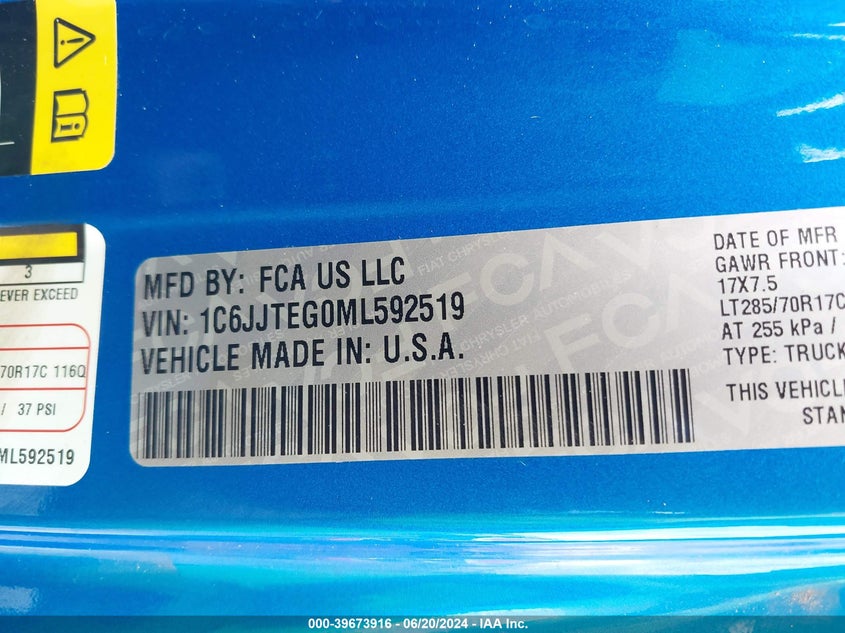 3
EVER EXCEED
70R17C 116Q
/ 37 PSI
ML592519
MFD BY: FCA US LLC
VIN: 1C6JJTEG0ML592519
VEHICLE MADE IN: U.S.A.
DATE OF MFR
GAWR FRONT:
17X7.5
LT285/70R17C
AT 255 kPa /
TYPE: TRUCK
THIS VEHICLE
STAN
000-39673916 - 06/20/2024 - IAA, Inc.